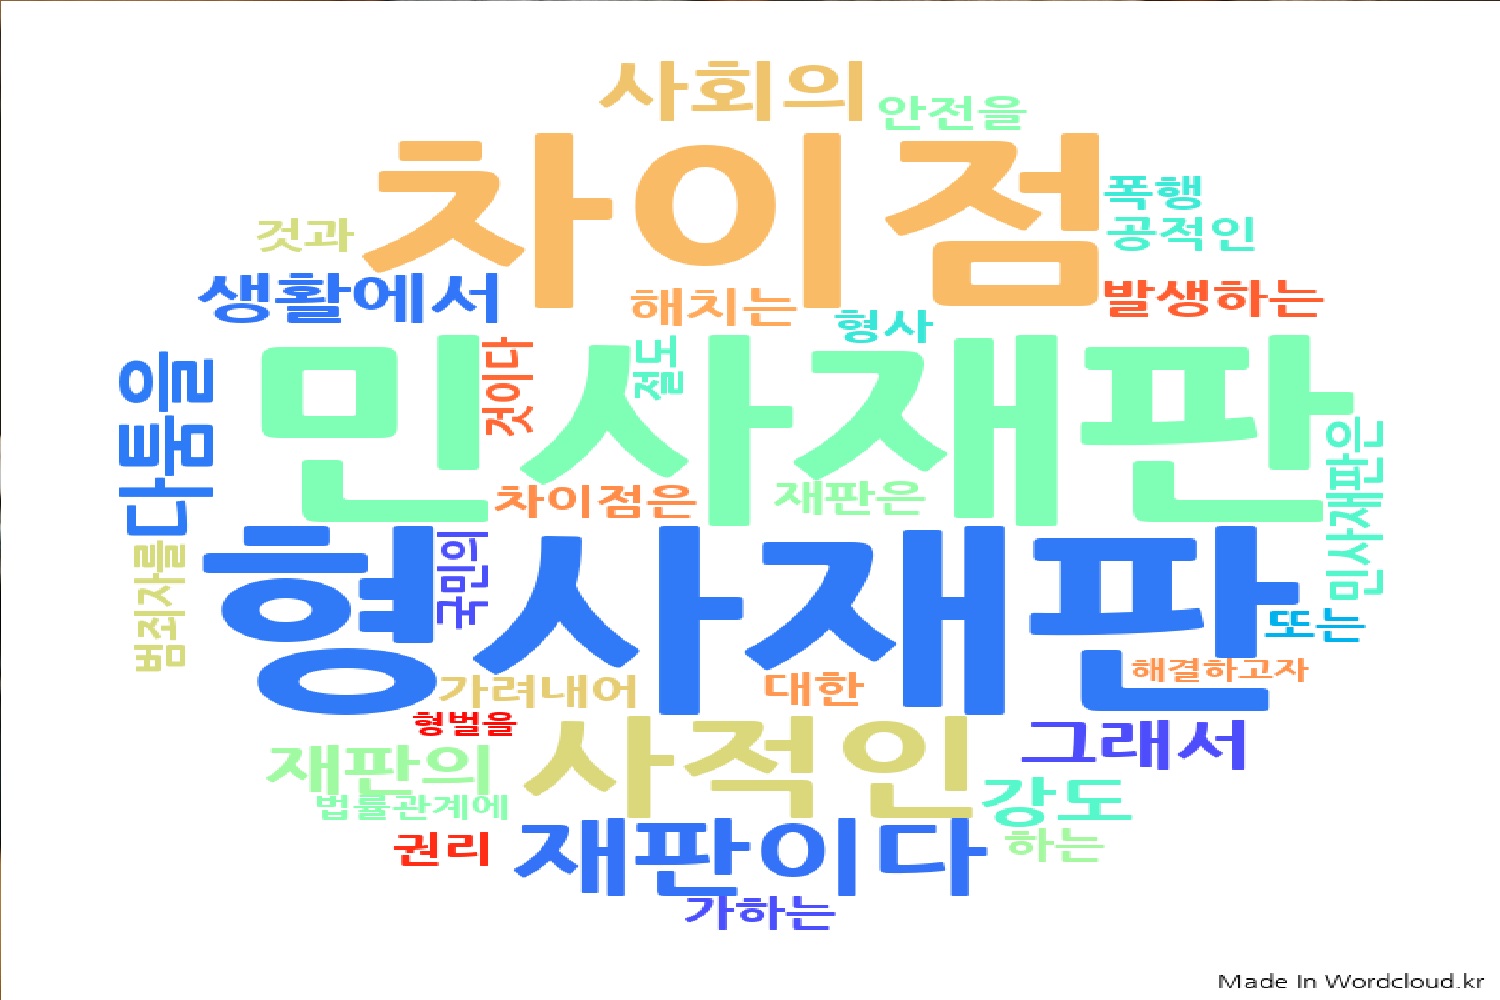 사회의
안전을
차이점
폭행
것과
공적인
생활에서
해치는
발생하는
형사
다툼을
민사재판
것이다
절도
민사재판은
차이점은
재판은
형사재판
국민의
범죄자를
또는
가려내어
대한
해결하고자
형벌을
사적인
그래서
재판의
강도
법률관계에
권리
재판이다
하는
가하는
Made In Wordcloud.kr